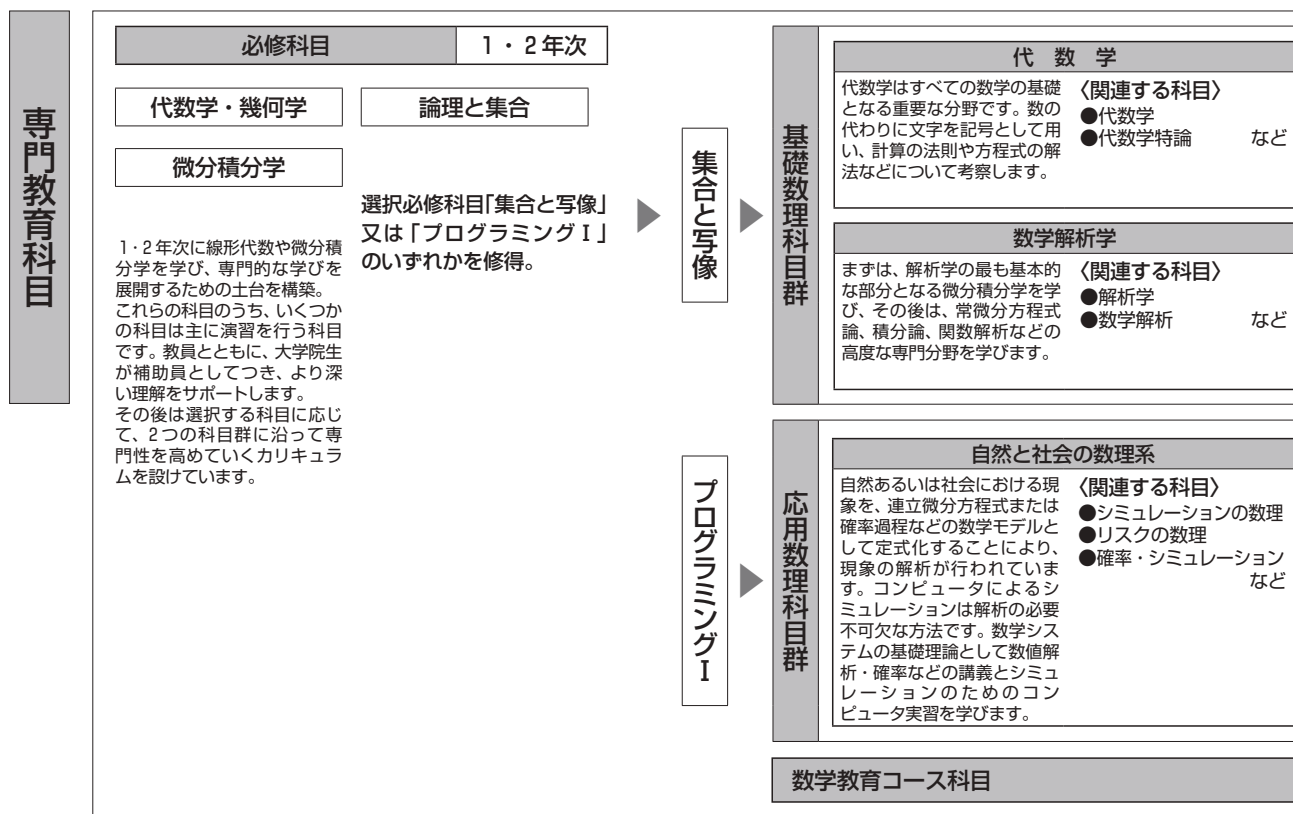 専門教育科目
必修科目
1・2年次
代数学・幾何学
論理と集合
微分積分学
1・2年次に線形代数や微分積
分学を学び、専門的な学びを
展開するための土台を構築。
これらの科目のうち、いくつか
の科目は主に演習を行う科目
です。教員とともに、大学院生
が補助員としてつき、より深
い理解をサポートします。
その後は選択する科目に応じ
て、2つの科目群に沿って専
門性を高めていくカリキュラ
ムを設けています。
選択必修科目「集合と写像」
又は「プログラミングⅠ」
のいずれかを修得。
集合と写像
基礎数理科目群
代数学
代数学はすべての数学の基礎
となる重要な分野です。数の
代わりに文字を記号として用
い、計算の法則や方程式の解
法などについて考察します。
〈関連する科目〉
●代数学
●代数学特論 など
数学解析学
まずは、解析学の最も基本的
な部分となる微分積分学を学
び、その後は、常微分方程式
論、積分論、関数解析などの
高度な専門分野を学びます。
〈関連する科目〉
●解析学
●数学解析 など
プログラミングⅠ
応用数理科目群
自然と社会の数理系
自然あるいは社会における現
象を、連立微分方程式または
確率過程などの数学モデルと
して定式化することにより、
現象の解析が行われていま
す。コンピュータによるシ
ミュレーションは解析の必要
不可欠な方法です。数学シス
テムの基礎理論として数値解
析・確率などの講義とシミュ
レーションのためのコン
ピュータ実習を学びます。
〈関連する科目〉
●シミュレーションの数理
●リスクの数理
●確率・シミュレーション
など
数学教育コース科目